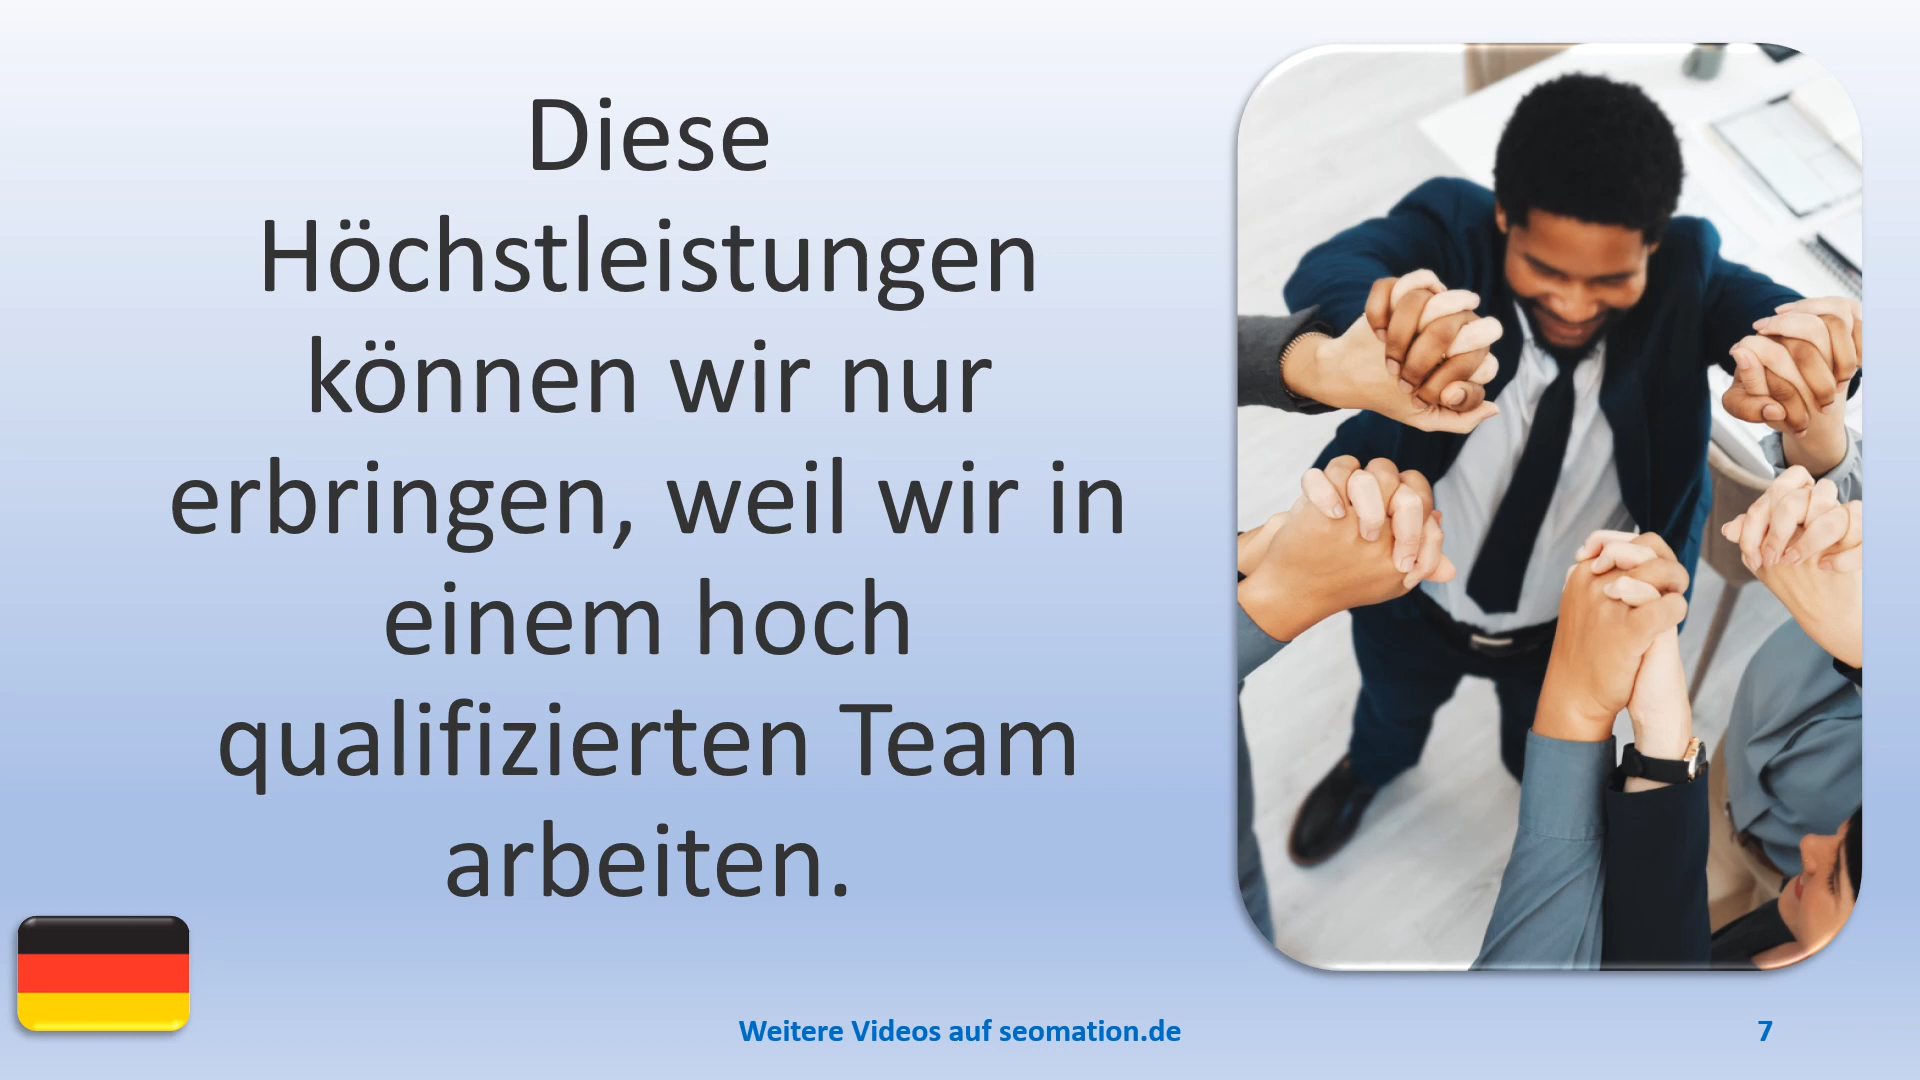 Diese
Höchstleistungen
können wir nur
erbringen, weil wir in
einem hoch
qualifizierten Team
arbeiten.
Weitere Videos auf seomation.de
7